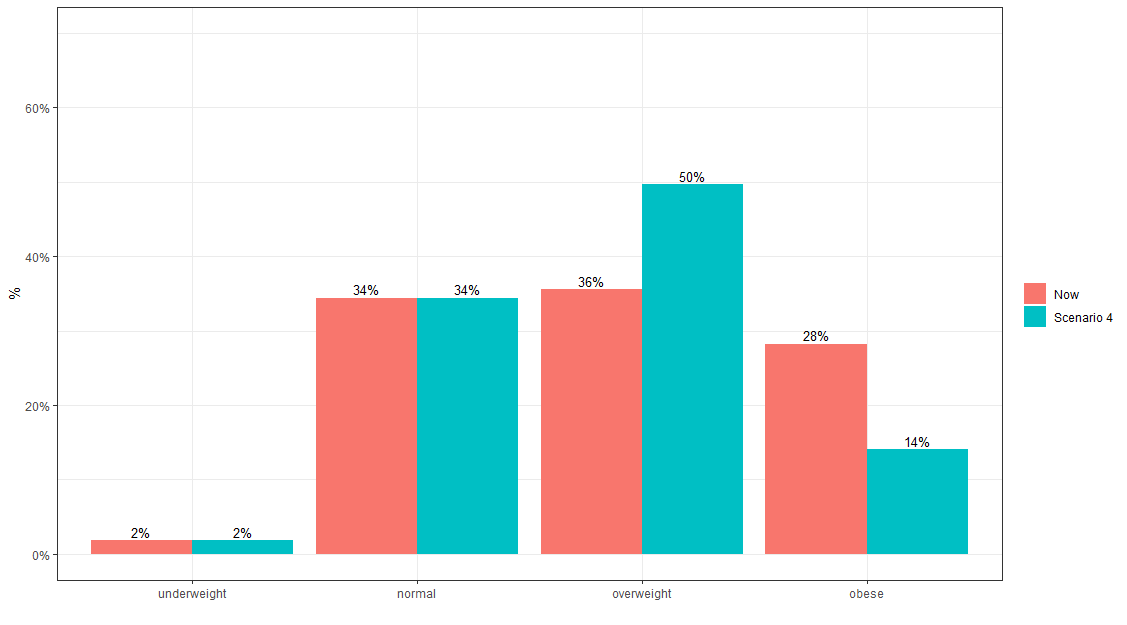 60%
40%
20%
0%
%
2%
2%
34%
34%
36%
50%
28%
14%
underweight
normal
overweight
obese
Now
Scenario 4